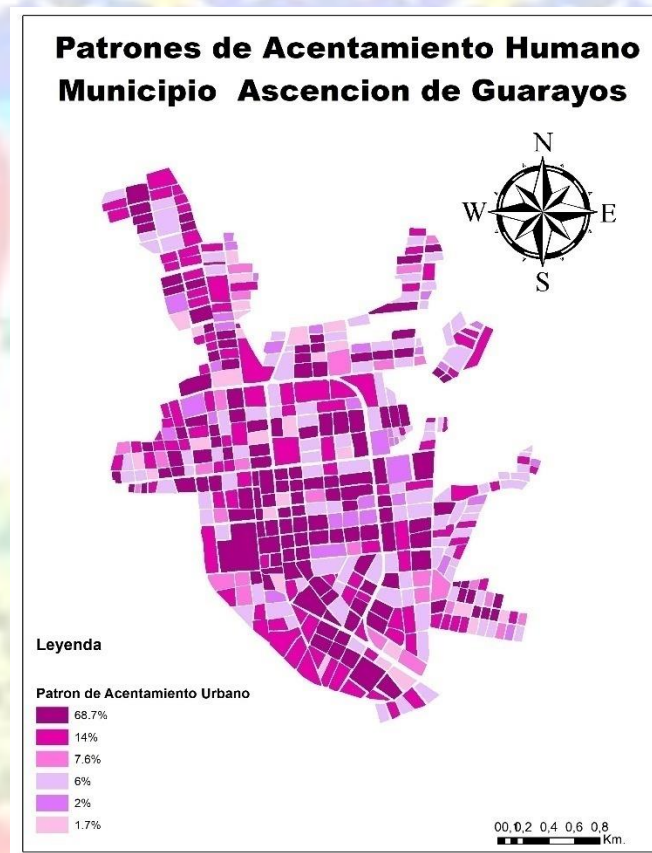 Patrones de Acentamiento Humano
Municipio Ascencion de Guarayos
N
W
E
S
Leyenda
Patron de Acentamiento Urbano
68.7%
14%
7.6%
6%
2%
1.7%
00,10,2 0,4 0,6 0,8
Km.